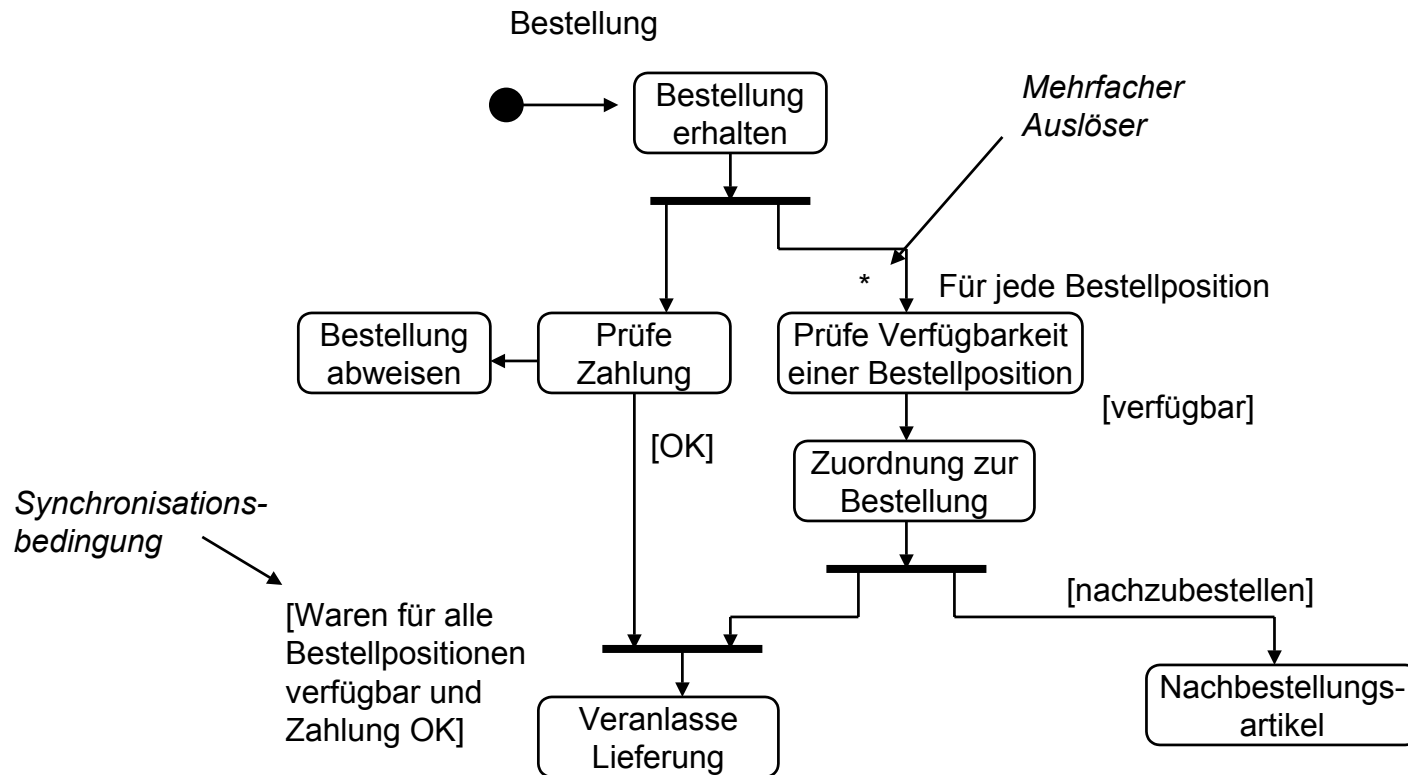 Bestellung
Bestellung
erhalten
Mehrfacher
Auslöser
*
Für jede Bestellposition
Bestellung
abweisen
Prüfe
Zahlung
Prüfe Verfügbarkeit
einer Bestellposition
[verfügbar]
[OK]
Zuordnung zur
Bestellung
Synchronisations-
bedingung
[nachzubestellen]
[Waren für alle
Bestellpositionen
verfügbar und
Zahlung OK]
Veranlasse
Lieferung
Nachbestellungs-
artikel